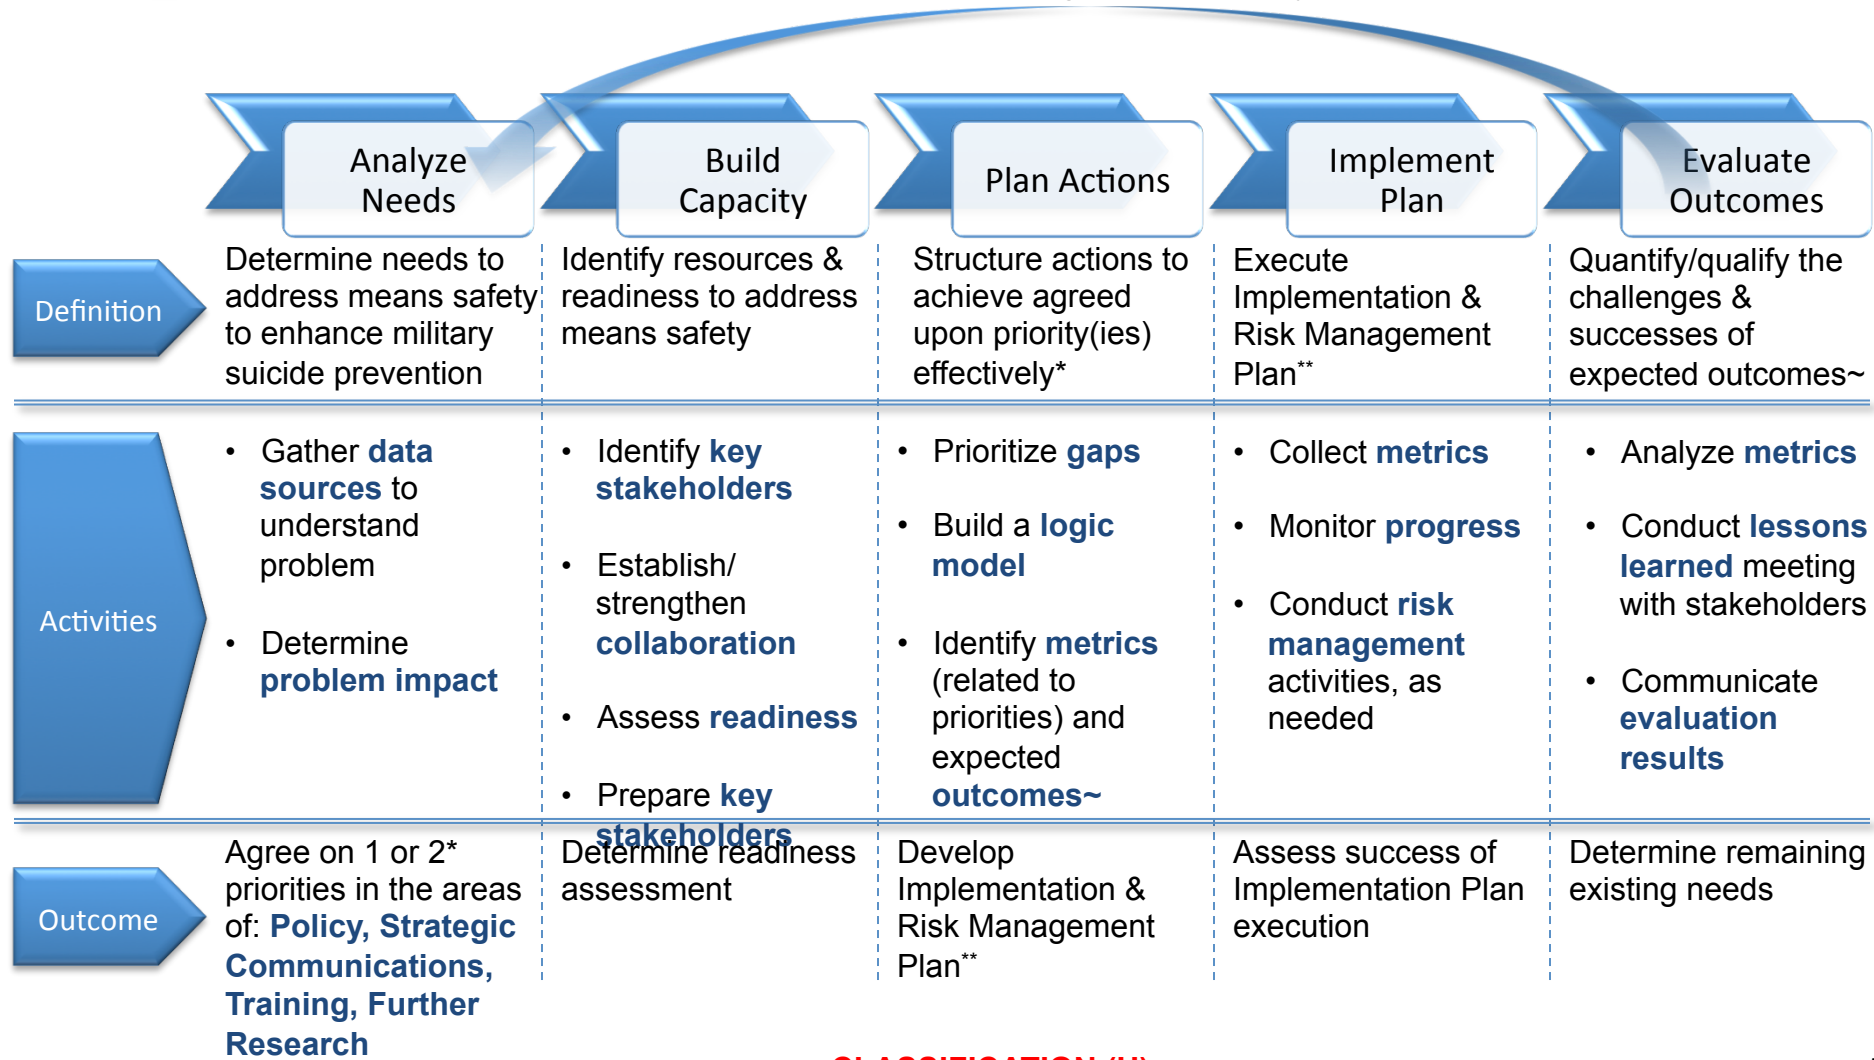 Analyze
Needs
Build
Capacity
Plan Actions
Implement
Plan
Evaluate
Outcomes
Definition
Determine needs to
address means safety
to enhance military
suicide prevention
Identify resources &
readiness to address
means safety
Structure actions to
achieve agreed
upon priority(ies)
effectively*
Execute
Implementation &
Risk Management
Plan**
Quantify/qualify the
challenges &
successes of
expected outcomes~
Activities
• Gather data
sources to
understand
problem
• Determine
problem impact
• Identify key
stakeholders
• Establish/
strengthen
collaboration
• Assess readiness
• Prepare key
stakeholders
• Prioritize gaps
• Build a logic
model
• Identify metrics
(related to
priorities) and
expected
outcomes~
• Collect metrics
• Monitor progress
• Conduct risk
management
activities, as
needed
• Analyze metrics
• Conduct lessons
learned meeting
with stakeholders
• Communicate
evaluation
results
Outcome
Agree on 1 or 2*
priorities in the areas
of: Policy, Strategic
Communications,
Training, Further
Research
Determine readiness
assessment
Develop
Implementation &
Risk Management
Plan**
Assess success of
Implementation Plan
execution
Determine remaining
existing needs
CLASSIFICATION (U)